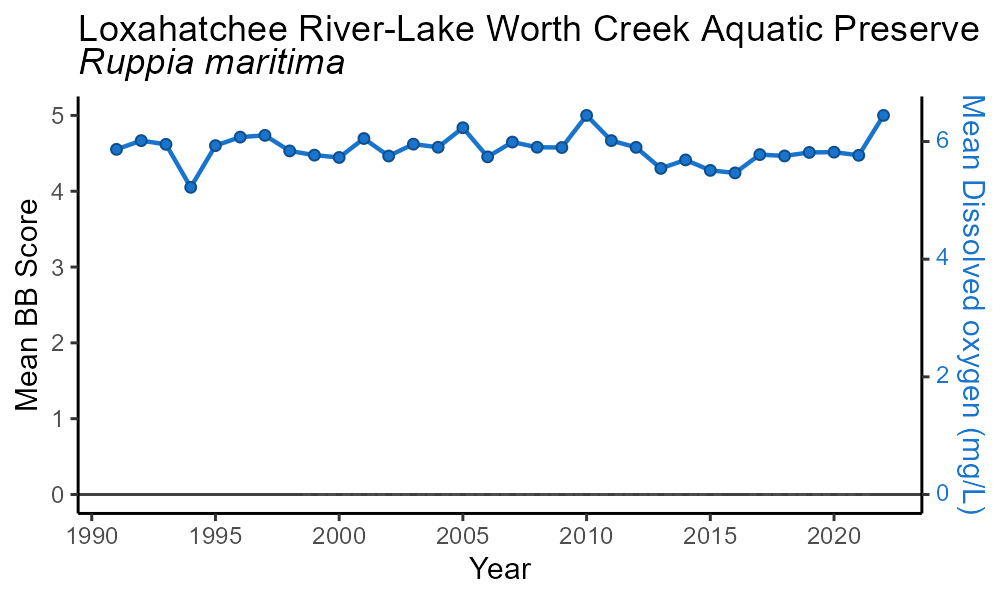 Loxahatchee River-Lake Worth Creek Aquatic Preserve
Ruppia maritima
Mean BB Score
5
4
3
2
1
0
6
4
2
0
Mean Dissolved oxygen (mg/L)
1990 1995 2000 2005 2010 2015 2020
Year